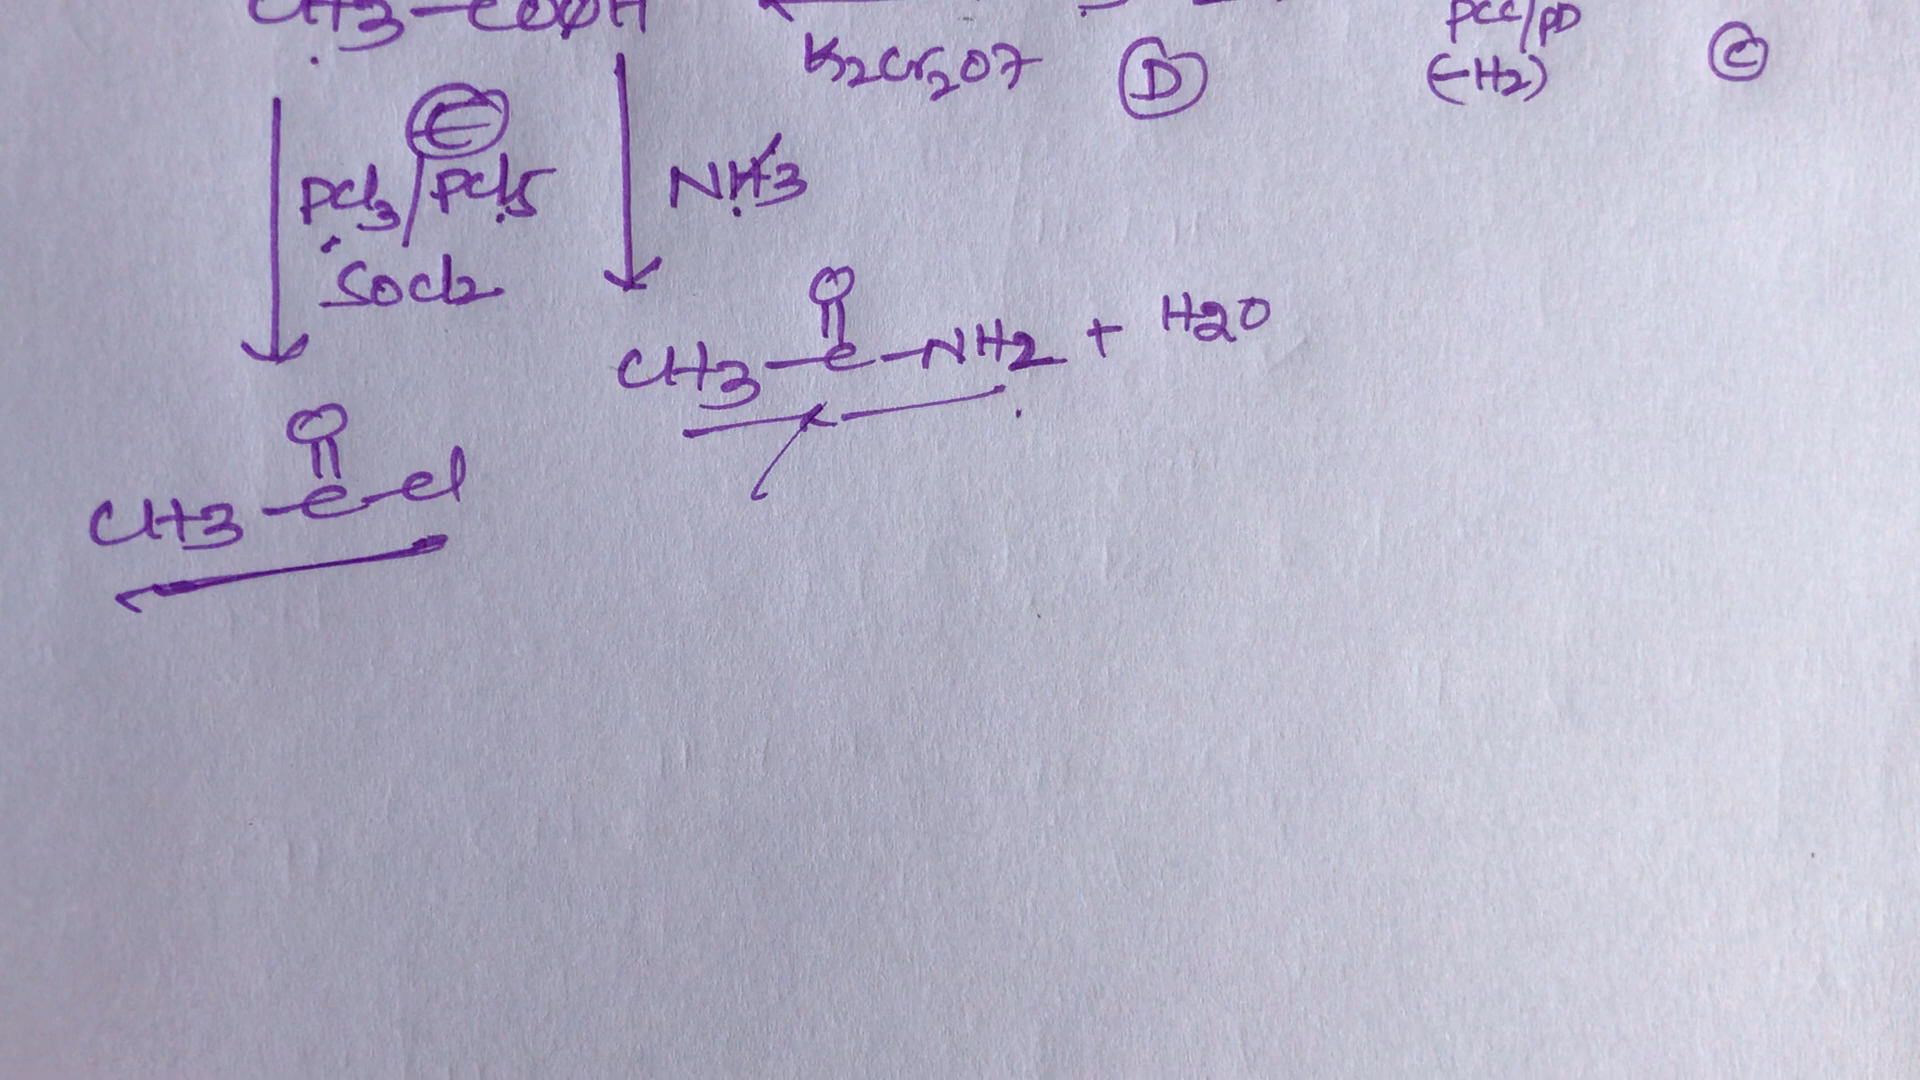 CH3-COOH
K2Cr2O7
D
PCC/PD
(-H2)
C
E
PCl3/PCl5
SOCl2
NH3
O
CH3-C-NH2 + H2O
O
CH3-C-Cl